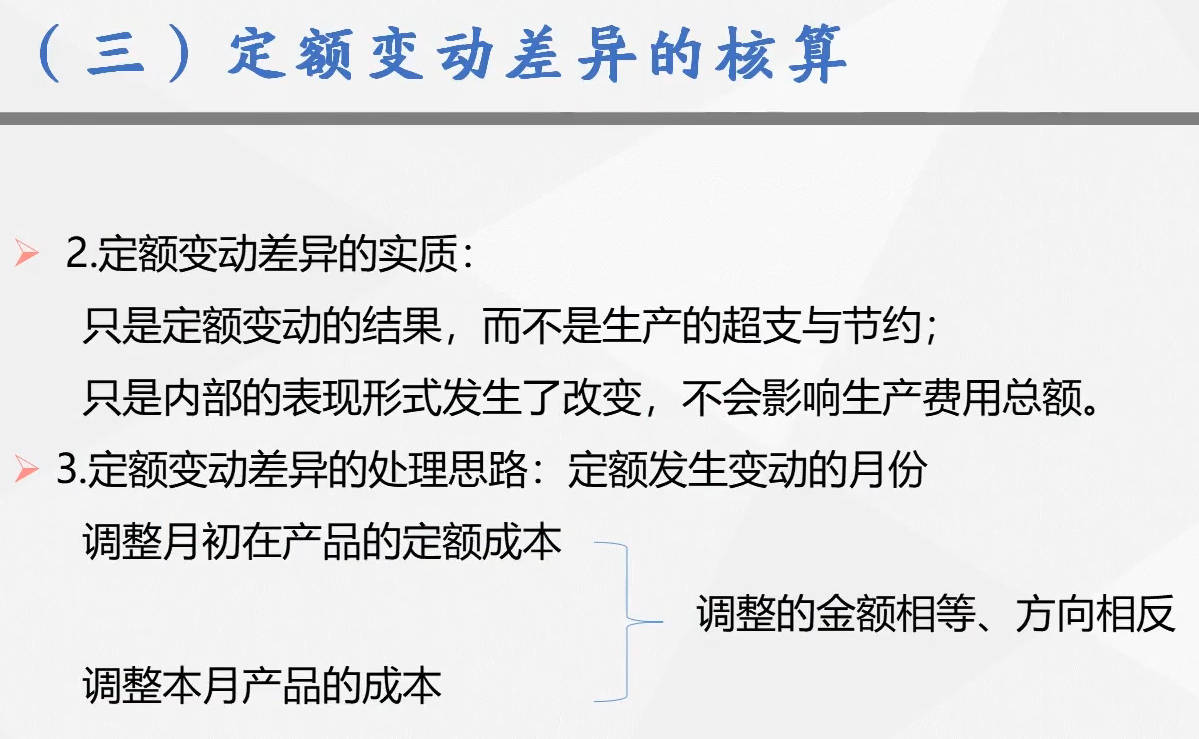 （三）定额变动差异的核算
2.定额变动差异的实质：
只是定额变动的结果，而不是生产的超支与节约；
只是内部的表现形式发生了改变，不会影响生产费用总额。
3.定额变动差异的处理思路：定额发生变动的月份
调整月初在产品的定额成本
调整的金额相等、方向相反
调整本月产品的成本